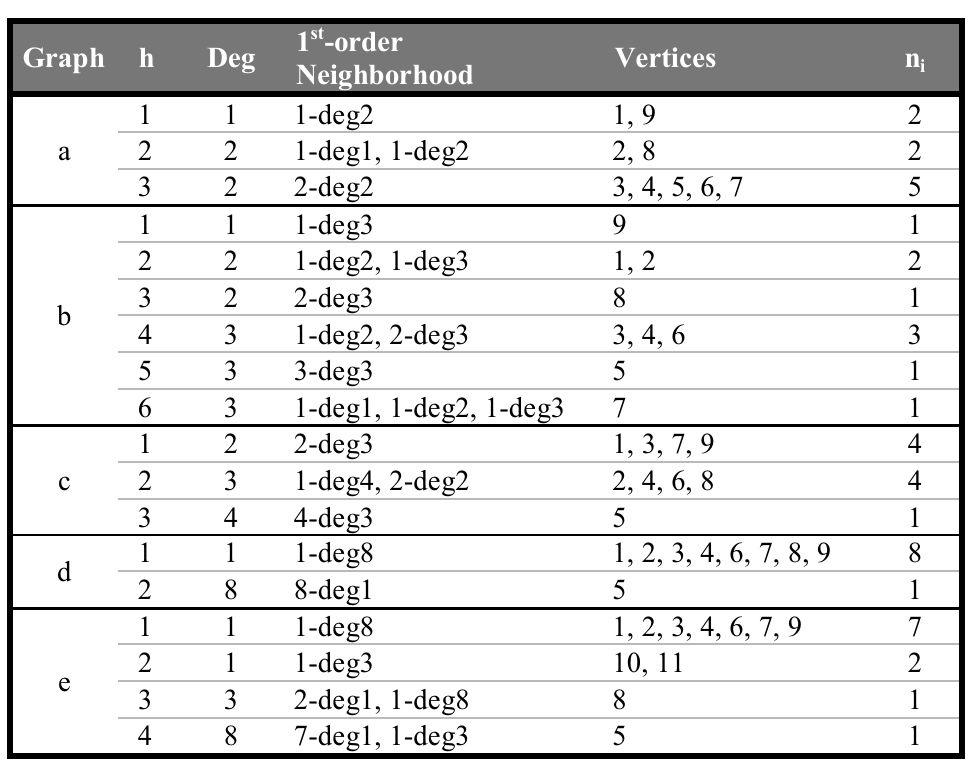 Graph h Deg 1st-order Neighborhood Vertices ni
a
1 1 1-deg2 1, 9 2
2 2 1-deg1, 1-deg2 2, 8 2
3 2 2-deg2 3, 4, 5, 6, 7 5
b
1 1 1-deg3 9 1
2 2 1-deg2, 1-deg3 1, 2 2
3 2 2-deg3 8 1
4 3 1-deg2, 2-deg3 3, 4, 6 3
5 3 3-deg3 5 1
6 3 1-deg1, 1-deg2, 1-deg3 7 1
c
1 2 2-deg3 1, 3, 7, 9 4
2 3 1-deg4, 2-deg2 2, 4, 6, 8 4
3 4 4-deg3 5 1
d
1 1 1-deg8 1, 2, 3, 4, 6, 7, 8, 9 8
2 8 8-deg1 5 1
e
1 1 1-deg8 1, 2, 3, 4, 6, 7, 9 7
2 1 1-deg3 10, 11 2
3 3 2-deg1, 1-deg8 8 1
4 8 7-deg1, 1-deg3 5 1